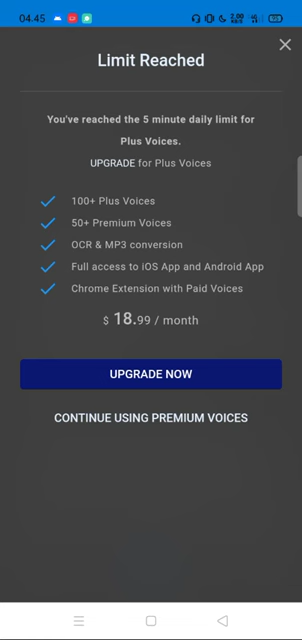 04.45
Limit Reached
You've reached the 5 minute daily limit for
Plus Voices.
UPGRADE for Plus Voices
100+ Plus Voices
50+ Premium Voices
OCR & MP3 conversion
Full access to iOS App and Android App
Chrome Extension with Paid Voices
$ 18.99 / month
UPGRADE NOW
CONTINUE USING PREMIUM VOICES